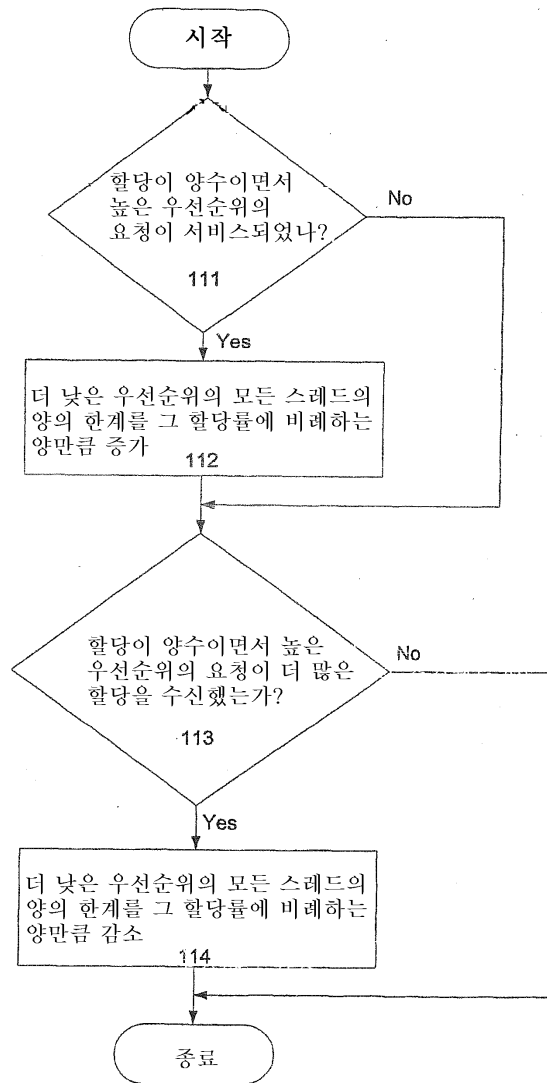 시작
할당이 양수이면서
높은 우선순위의
요청이 서비스되었나?
111
No
Yes
더 낮은 우선순위의 모든 스레드의
양의 한계를 그 할당률에 비례하는
양만큼 증가
112
할당이 양수이면서 높은
우선순위의 요청이 더 많은
할당을 수신했는가?
113
No
Yes
더 낮은 우선순위의 모든 스레드의
양의 한계를 그 할당률에 비례하는
양만큼 감소
114
종료